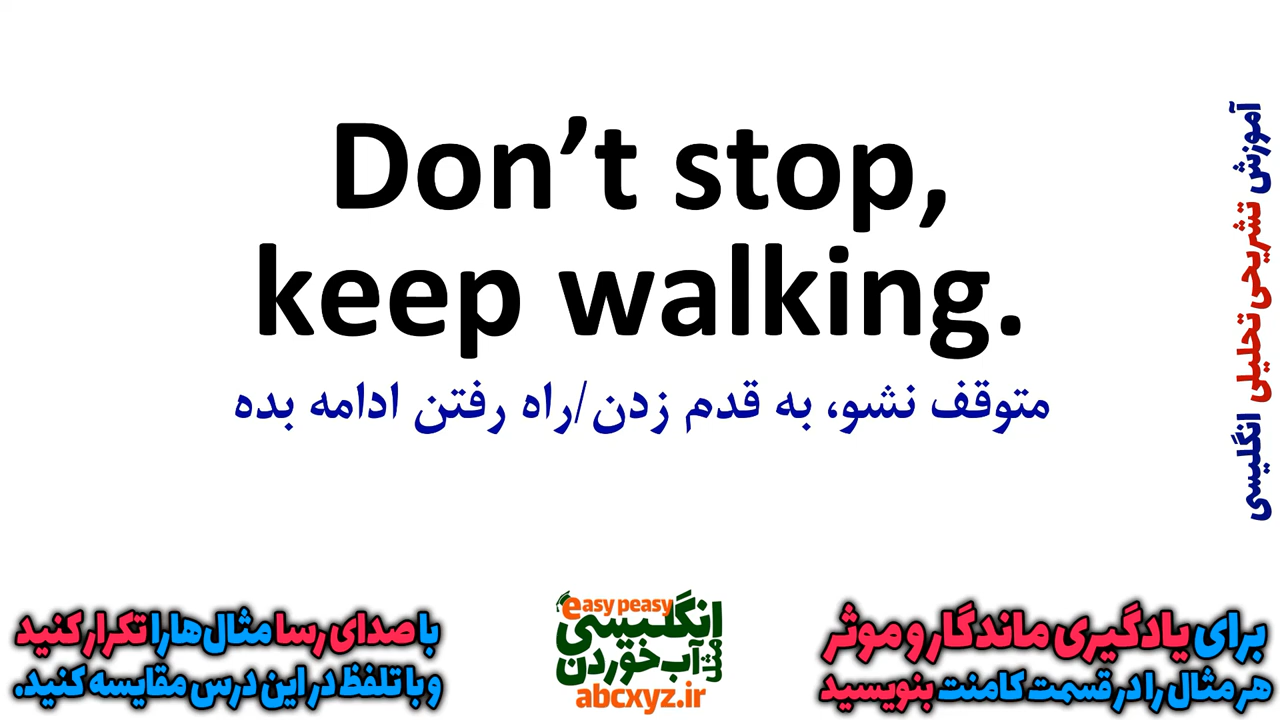 Don’t stop,
keep walking.
متوقف نشو، به قدم زدن/راه رفتن ادامه بده
آموزش تشریحی تحلیلی انگلیسی
برای یادگیری ماندگار و موثر
هر مثال را در قسمت کامنت بنویسید
easy peasy
انگلیسی
مثل آب خوردن
abcxyz.ir
با صدای رسا مثال‌ها را تکرار کنید
و با تلفظ در این درس مقایسه کنید.